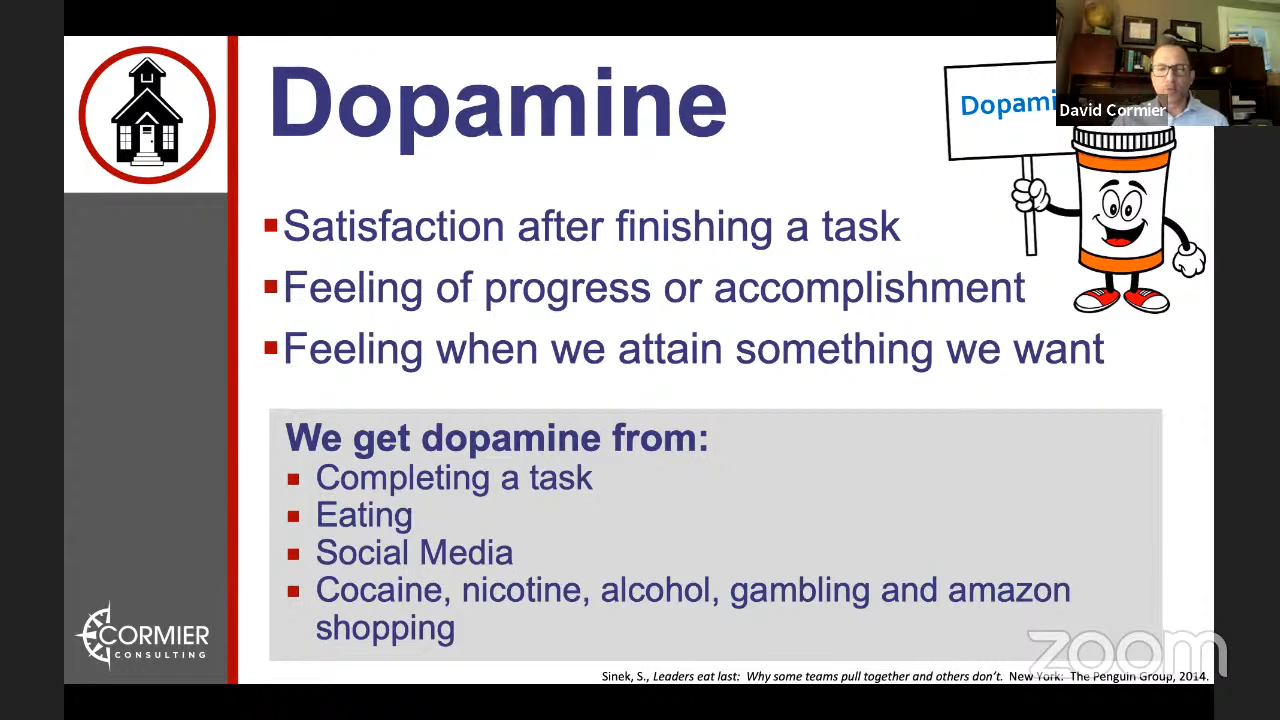 Dopamine
Dopami
David Cormier
▪Satisfaction after finishing a task
▪Feeling of progress or accomplishment
▪Feeling when we attain something we want
We get dopamine from:
▪ Completing a task
▪ Eating
▪ Social Media
▪ Cocaine, nicotine, alcohol, gambling and amazon
shopping
CORMIER
CONSULTING
zoom
Sinek, S., Leaders eat last: Why some teams pull together and others don't. New York: The Penguin Group, 2014.